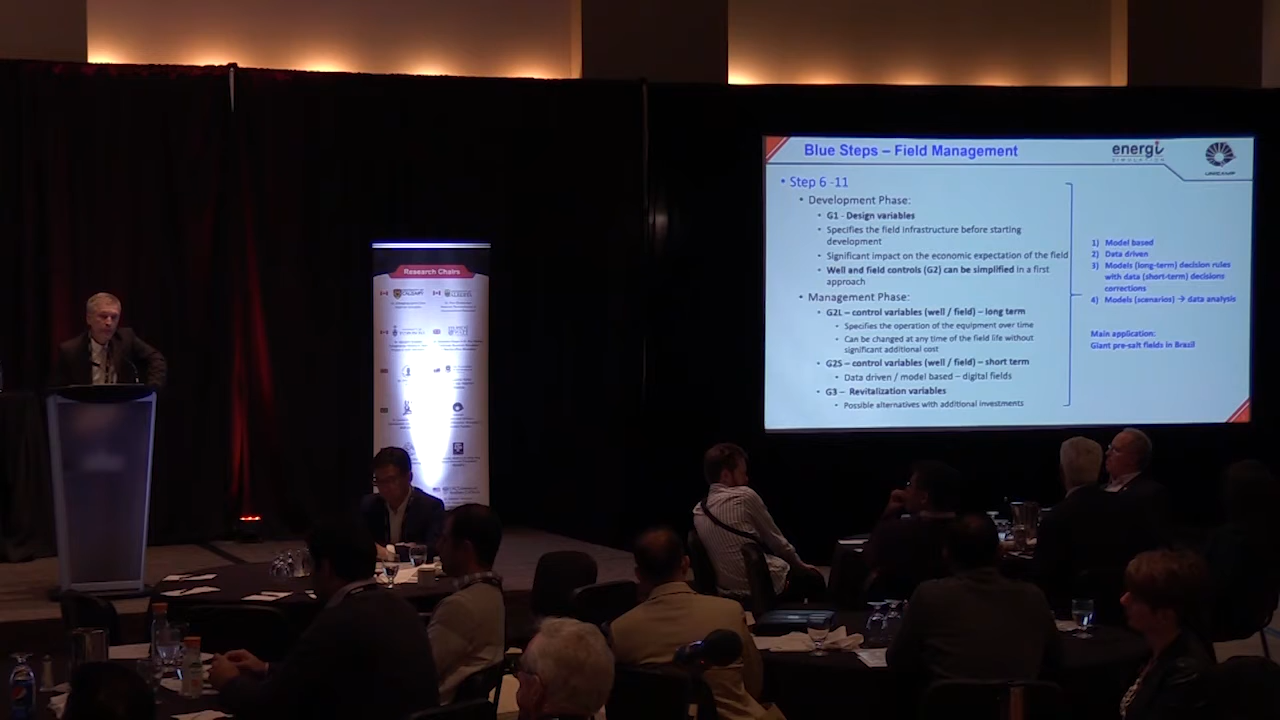 Blue Steps – Field Management
energi
SIMULATION
UNICAMP
• Step 6 -11
• Development Phase:
• G1 - Design variables
• Specifies the field infrastructure before starting
development
• Significant impact on the economic expectation of the field
• Well and field controls (G2) can be simplified in a first
approach
• Management Phase:
• G2L – control variables (well / field) – long term
• Specifies the operation of the equipment over time
• Can be changed at any time of the field life without
significant additional cost
• G2S – control variables (well / field) – short term
• Data driven / model based – digital fields
• G3 – Revitalization variables
• Possible alternatives with additional investments
1) Model based
2) Data driven
3) Models (long-term) decision rules
with data (short-term) decisions
corrections
4) Models (scenarios) → data analysis
Main application:
Giant pre-salt fields in Brazil
Research Chairs
CALGARY
ALBERTA